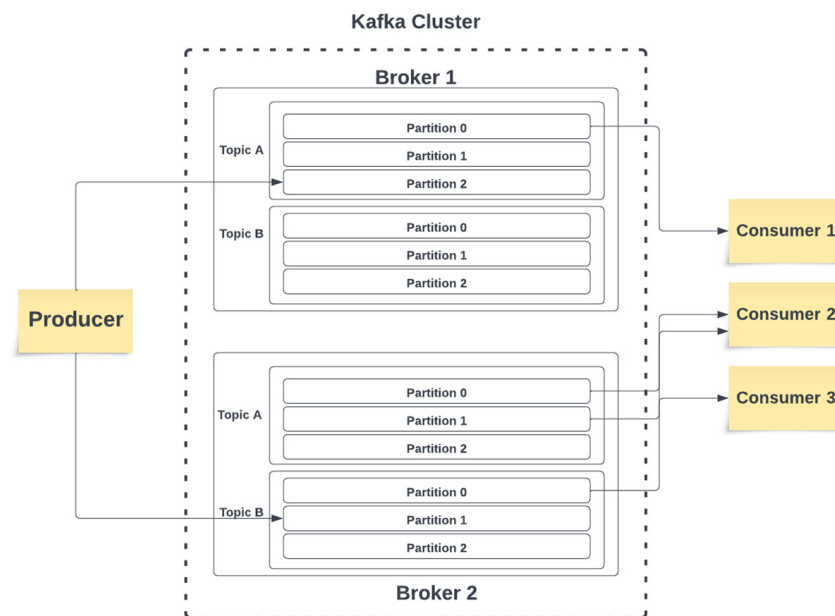 Kafka Cluster
Broker 1
Topic A
Partition 0
Partition 1
Partition 2
Topic B
Partition 0
Partition 1
Partition 2
Producer
Consumer 1
Consumer 2
Consumer 3
Topic A
Partition 0
Partition 1
Partition 2
Topic B
Partition 0
Partition 1
Partition 2
Broker 2